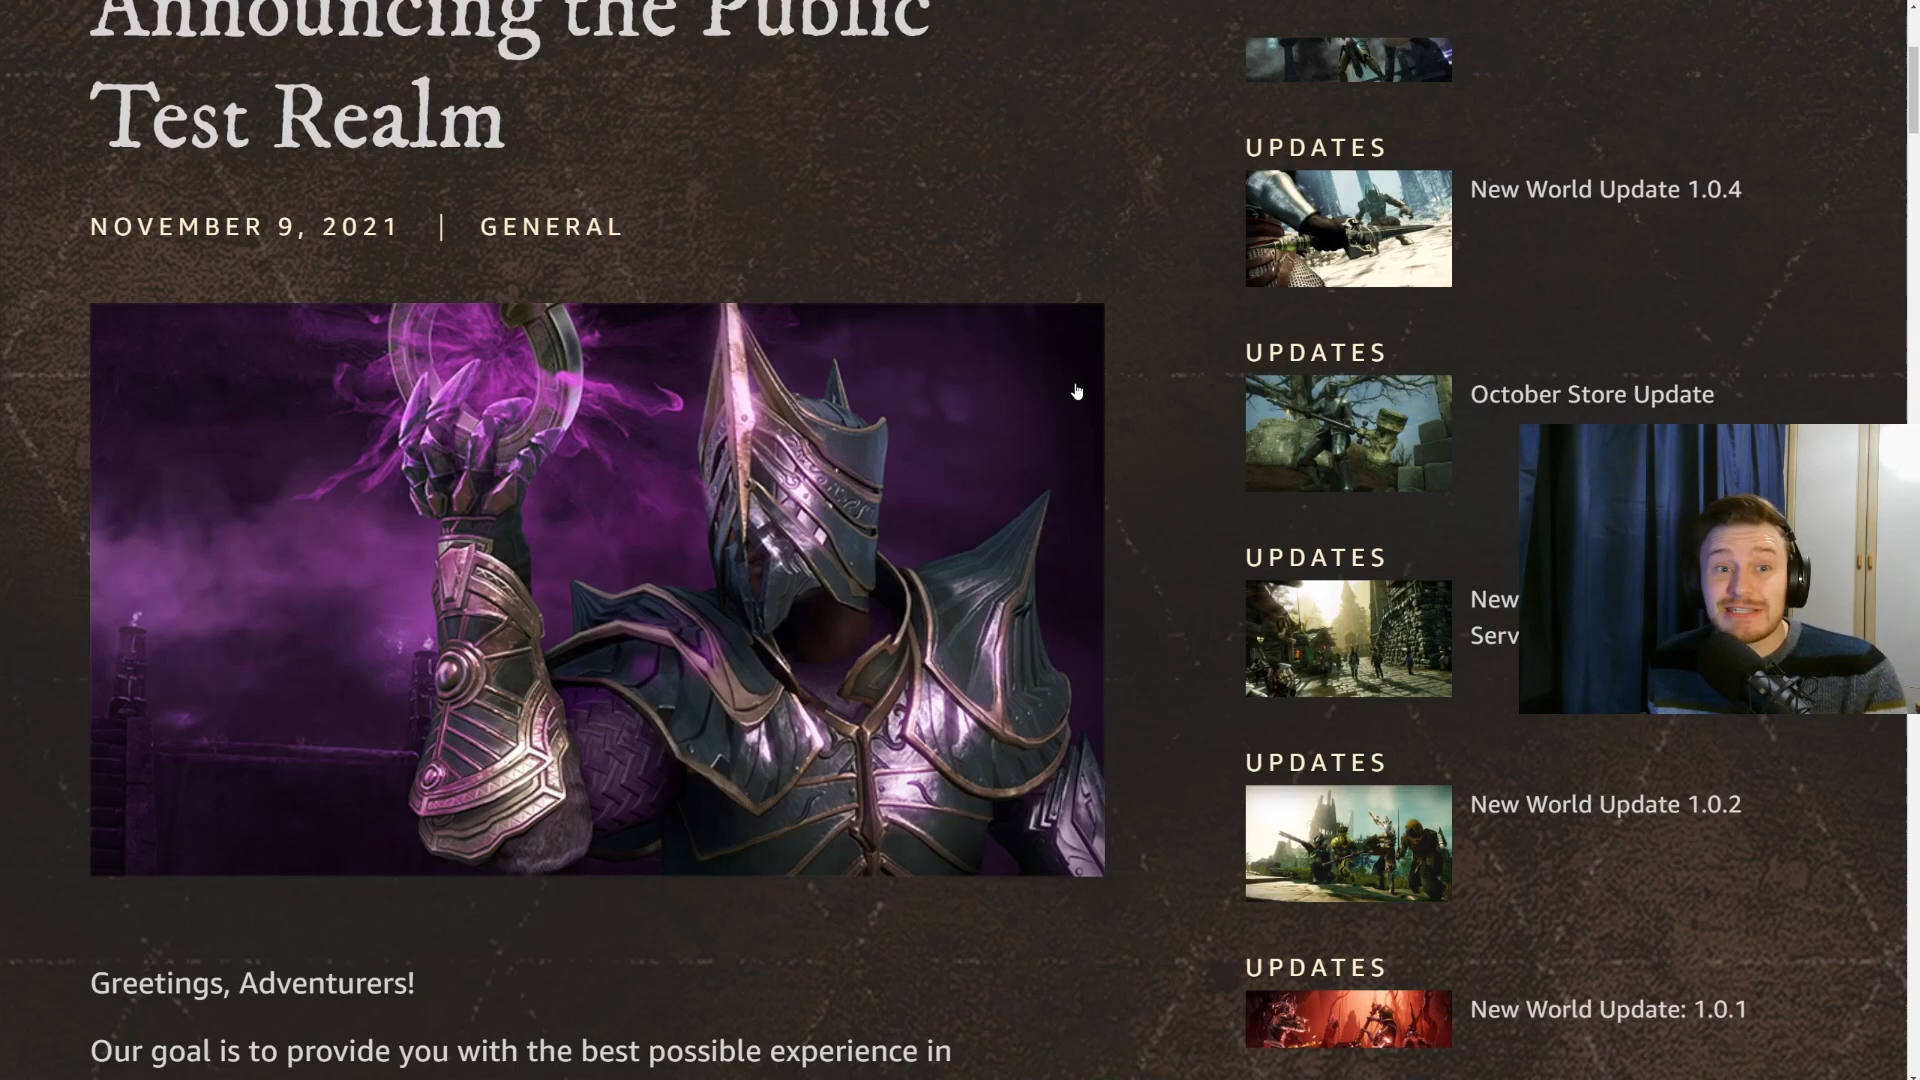 Announcing the Public
Test Realm
NOVEMBER 9, 2021 | GENERAL
Greetings, Adventurers!
Our goal is to provide you with the best possible experience in
UPDATES
New World Update 1.0.4
UPDATES
October Store Update
UPDATES
New
Serv
UPDATES
New World Update 1.0.2
UPDATES
New World Update: 1.0.1